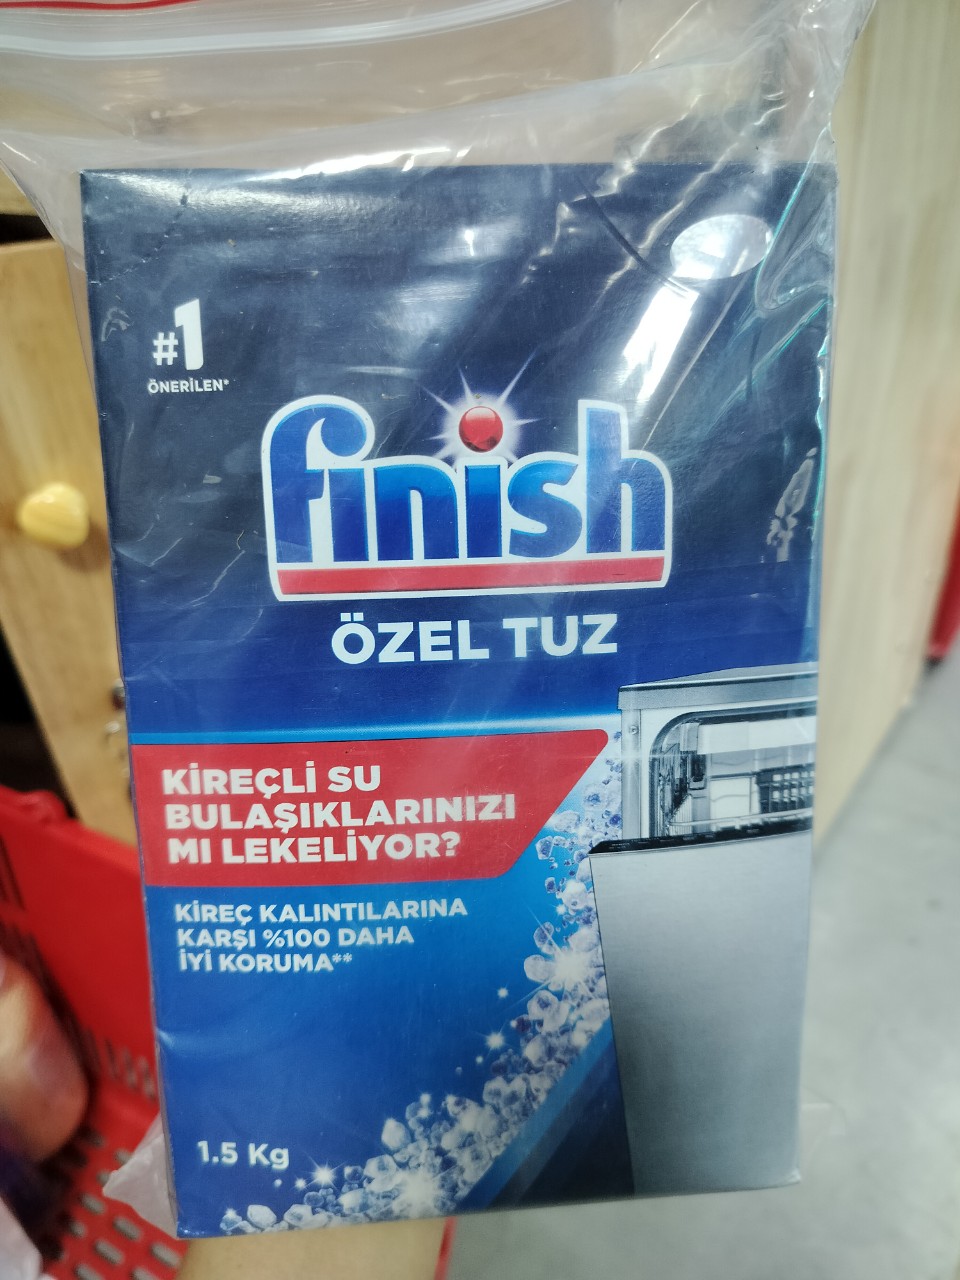 #1
ÖNERİLEN*
finish
ÖZEL TUZ
KİREÇLİ SU
BULAŞIKLARINIZI
MI LEKELİYOR?
KİREÇ KALINTILARINA
KARŞI %100 DAHA
İYİ KORUMA**
1.5 Kg